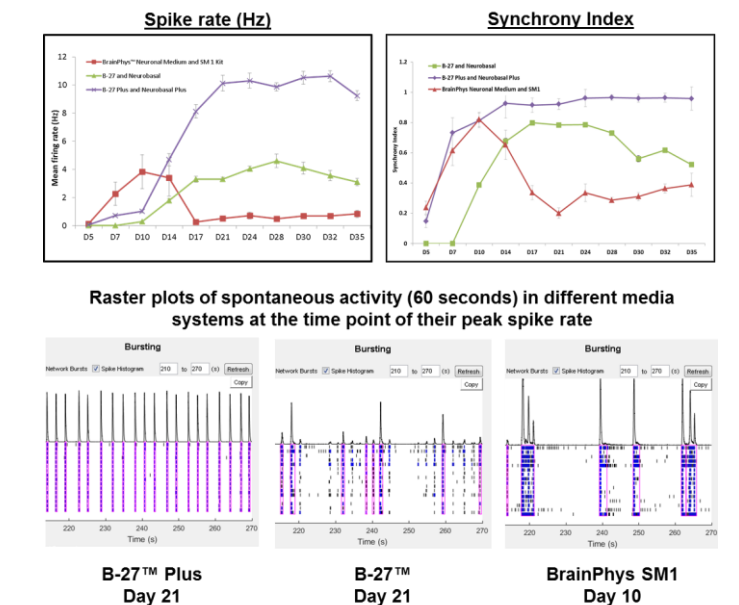 Spike rate (Hz)
Synchrony Index
12
10
8
6
4
2
0
Mean firing rate (Hz)
BrainPhys™ Neuronal Medium and SM1 Kit
B-27 and Neurobasal
B-27 Plus and Neurobasal Plus
D5 D7 D10 D14 D17 D21 D24 D28 D30 D32 D35
1.2
1
0.8
0.6
0.4
0.2
0
Synchrony Index
B-27 and Neurobasal
B-27 Plus and Neurobasal Plus
BrainPhys Neuronal Medium and SM1
D5 D7 D10 D14 D17 D21 D24 D28 D30 D32 D35
Raster plots of spontaneous activity (60 seconds) in different media
systems at the time point of their peak spike rate
Bursting
Network Bursts Spike Histogram 210 to 270 (s) Refresh
Copy
220 230 240 250 260 270
Time (s)
Bursting
Network Bursts Spike Histogram 210 to 270 (s) Refresh
Copy
220 230 240 250 260 270
Time (s)
Bursting
Network Bursts Spike Histogram 210 to 270 (s) Refresh
Copy
220 230 240 250 260 270
Time (s)
B-27™ Plus
Day 21
B-27™
Day 21
BrainPhys SM1
Day 10